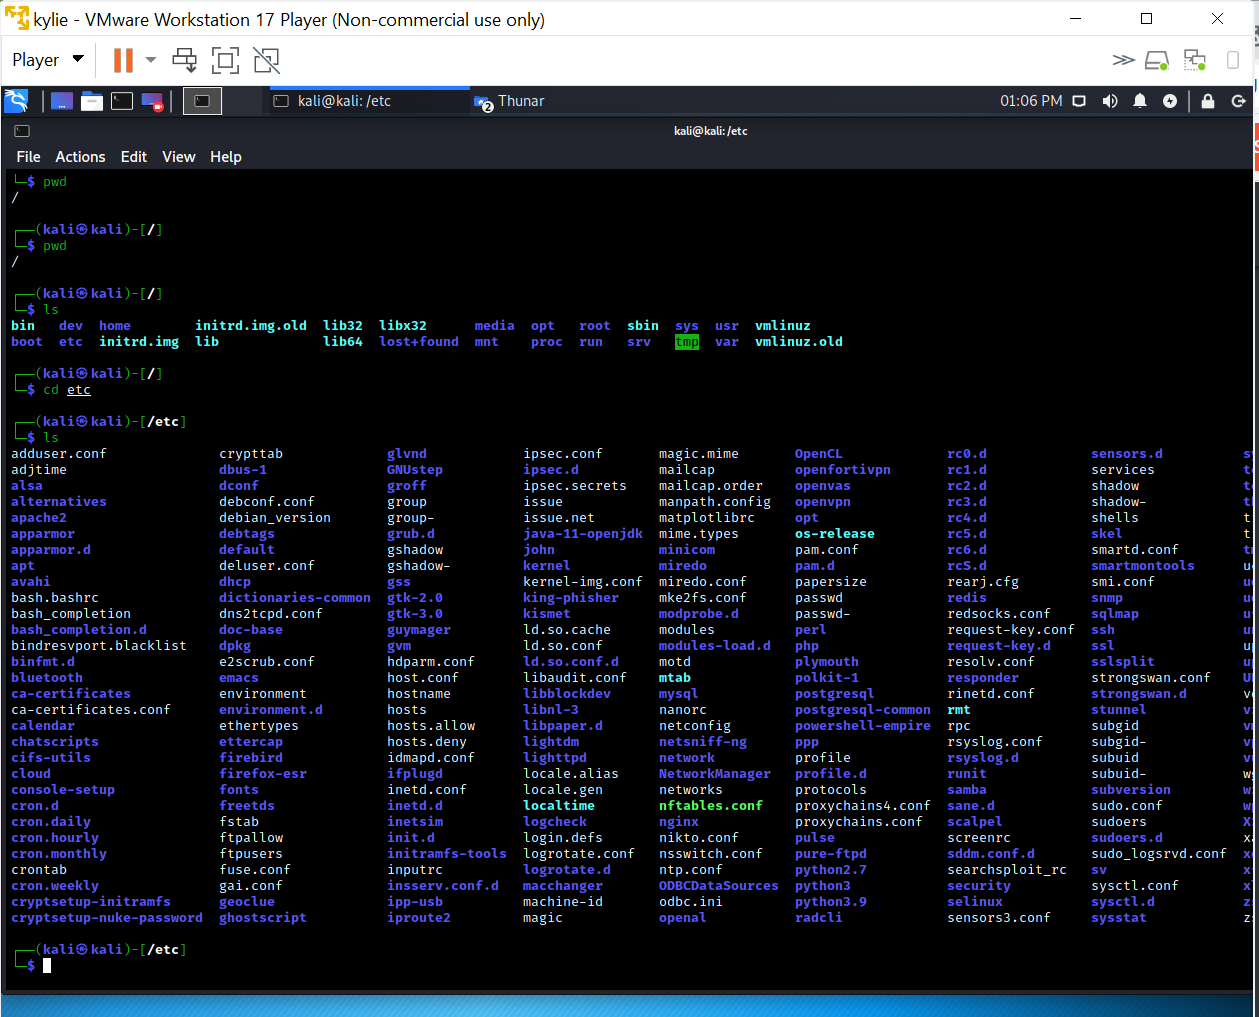 kylie - VMware Workstation 17 Player (Non-commercial use only)
Player
kali@kali: /etc
2 Thunar
01:06 PM
kali@kali: /etc
File Actions Edit View Help
└─$ pwd
/
┌──(kali㉿kali)-[/]
└─$ pwd
/
┌──(kali㉿kali)-[/]
└─$ ls
bin dev home initrd.img.old lib32 libx32 media opt root sbin sys usr vmlinuz
boot etc initrd.img lib lib64 lost+found mnt proc run srv tmp var vmlinuz.old
┌──(kali㉿kali)-[/]
└─$ cd etc
┌──(kali㉿kali)-[/etc]
└─$ ls
adduser.conf crypttab glvnd ipsec.conf magic.mime OpenCL rc0.d sensors.d
adjtime dbus-1 GNUstep ipsec.d mailcap openfortivpn rc1.d services
alsa dconf groff ipsec.secrets mailcap.order openvas rc2.d shadow
alternatives debconf.conf group issue manpath.config openvpn rc3.d shadow-
apache2 debian_version group- issue.net matplotlibrc opt rc4.d shells
apparmor debtags grub.d java-11-openjdk mime.types os-release rc5.d skel
apparmor.d default gshadow john minicom pam.conf rc6.d smartd.conf
apt deluser.conf gshadow- kernel miredo pam.d rcS.d smartmontools
avahi dhcp gss kernel-img.conf miredo.conf papersize rearj.cfg smi.conf
bash.bashrc dictionaries-common gtk-2.0 king-phisher mke2fs.conf passwd redis snmp
bash_completion dns2tcpd.conf gtk-3.0 kismet modprobe.d passwd- redsocks.conf sqlmap
bash_completion.d doc-base guymager ld.so.cache modules perl request-key.conf ssh
bindresvport.blacklist dpkg gvm ld.so.conf modules-load.d php request-key.d ssl
binfmt.d e2scrub.conf hdparm.conf ld.so.conf.d motd plymouth resolv.conf sslsplit
bluetooth emacs host.conf libaudit.conf mtab polkit-1 responder strongswan.conf
ca-certificates environment hostname libblockdev mysql postgresql rinetd.conf strongswan.d
ca-certificates.conf environment.d hosts libnl-3 nanorc postgresql-common rmt stunnel
calendar ethertypes hosts.allow libpaper.d netconfig powershell-empire rpc subgid
chatscripts ettercap hosts.deny lightdm netsniff-ng ppp rsyslog.conf subgid-
cifs-utils firebird idmapd.conf lighttpd network profile rsyslog.d subuid
cloud firefox-esr ifplugd locale.alias NetworkManager profile.d runit subuid-
console-setup fonts inetd.conf locale.gen networks protocols samba subversion
cron.d freetds inetd.d localtime nftables.conf proxychains4.conf sane.d sudo.conf
cron.daily fstab inetsim logcheck nginx proxychains.conf scalpel sudoers
cron.hourly ftpallow init.d login.defs nikto.conf pulse screenrc sudoers.d
cron.monthly ftpusers initramfs-tools logrotate.conf nsswitch.conf pure-ftpd sddm.conf.d sudo_logsrvd.conf
crontab fuse.conf inputrc logrotate.d ntp.conf python2.7 searchsploit_rc sv
cron.weekly gai.conf insserv.conf.d macchanger ODBCDataSources python3 security sysctl.conf
cryptsetup-initramfs geoclue ipp-usb machine-id odbc.ini python3.9 selinux sysctl.d
cryptsetup-nuke-password ghostscript iproute2 magic openal radcli sensors3.conf sysstat
┌──(kali㉿kali)-[/etc]
└─$